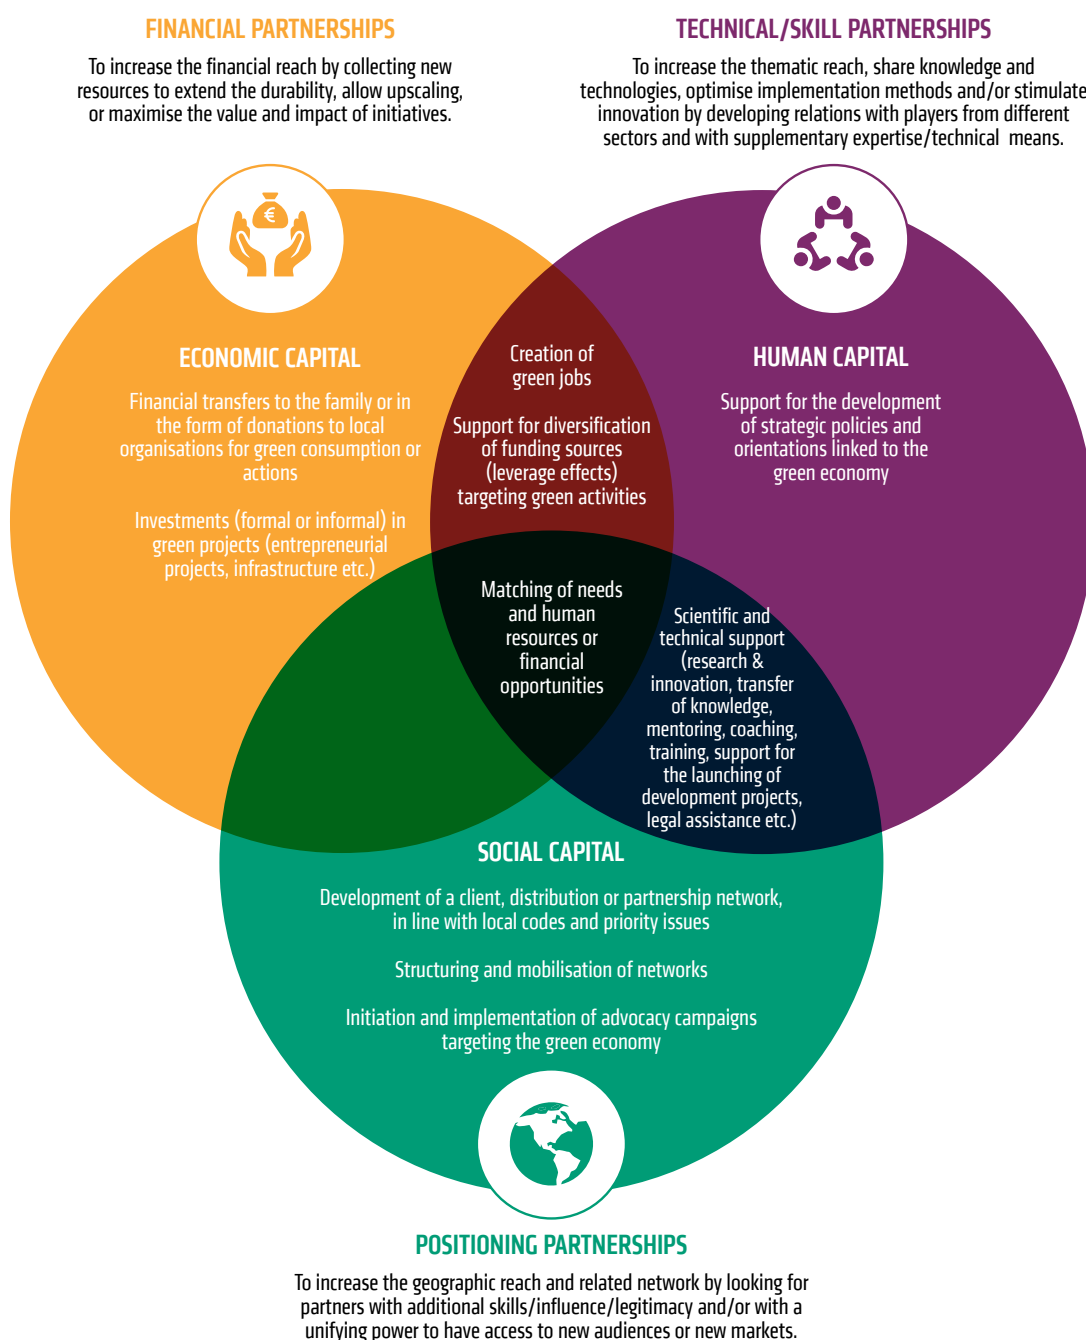 FINANCIAL PARTNERSHIPS
To increase the financial reach by collecting new
resources to extend the durability, allow upscaling,
or maximise the value and impact of initiatives.
TECHNICAL/SKILL PARTNERSHIPS
To increase the thematic reach, share knowledge and
technologies, optimise implementation methods and/or stimulate
innovation by developing relations with players from different
sectors and with supplementary expertise/technical means.
€
ECONOMIC CAPITAL
Financial transfers to the family or in
the form of donations to local
organisations for green consumption or
actions
Investments (formal or informal) in
green projects (entrepreneurial
projects, infrastructure etc.)
Creation of
green jobs
Support for diversification
of funding sources
(leverage effects)
targeting green activities
HUMAN CAPITAL
Support for the development
of strategic policies and
orientations linked to the
green economy
Matching of needs
and human
resources or
financial
opportunities
Scientific and
technical support
(research &
innovation, transfer
of knowledge,
mentoring, coaching,
training, support for
the launching of
development projects,
legal assistance etc.)
SOCIAL CAPITAL
Development of a client, distribution or partnership network,
in line with local codes and priority issues
Structuring and mobilisation of networks
Initiation and implementation of advocacy campaigns
targeting the green economy
POSITIONING PARTNERSHIPS
To increase the geographic reach and related network by looking for
partners with additional skills/influence/legitimacy and/or with a
unifying power to have access to new audiences or new markets.